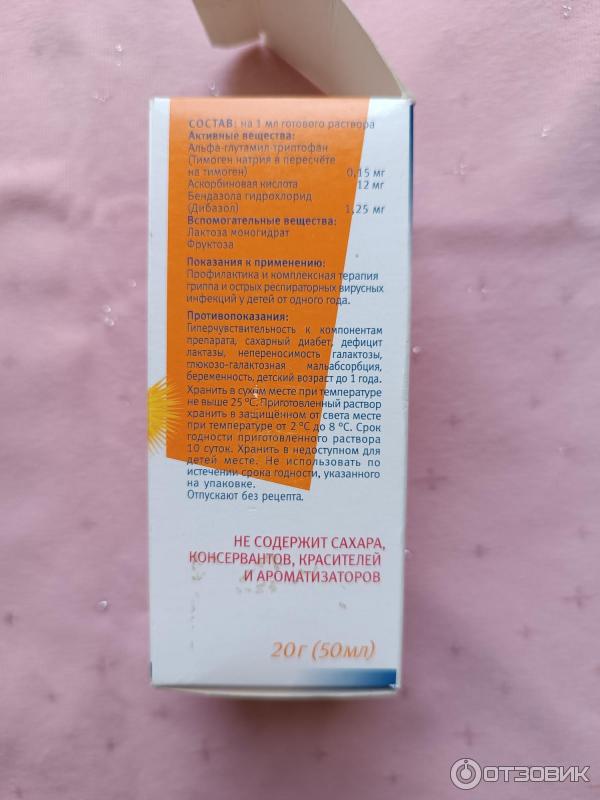 СОСТАВ: на 1 мл готового раствора
Активные вещества:
Альфа-глутамил-триптофан
(Тимоген натрия в пересчёте
на тимоген) 0,15 мг
Аскорбиновая кислота 12 мг
Бендазола гидрохлорид
(Дибазол) 1,25 мг
Вспомогательные вещества:
Лактоза моногидрат
Фруктоза
Показания к применению:
Профилактика и комплексная терапия
гриппа и острых респираторных вирусных
инфекций у детей от одного года.
Противопоказания:
Гиперчувствительность к компонентам
препарата, сахарный диабет, дефицит
лактазы, непереносимость галактозы,
глюкозо-галактозная мальабсорбция,
беременность, детский возраст до 1 года.
Хранить в сухом месте при температуре
не выше 25 °С. Приготовленный раствор
хранить в защищённом от света месте
при температуре от 2 °С до 8 °С. Срок
годности приготовленного раствора
10 суток. Хранить в недоступном для
детей месте. Не использовать по
истечении срока годности, указанного
на упаковке.
Отпускают без рецепта.
НЕ СОДЕРЖИТ САХАРА,
КОНСЕРВАНТОВ, КРАСИТЕЛЕЙ
И АРОМАТИЗАТОРОВ
20г (50мл)
ОТЗОВИК